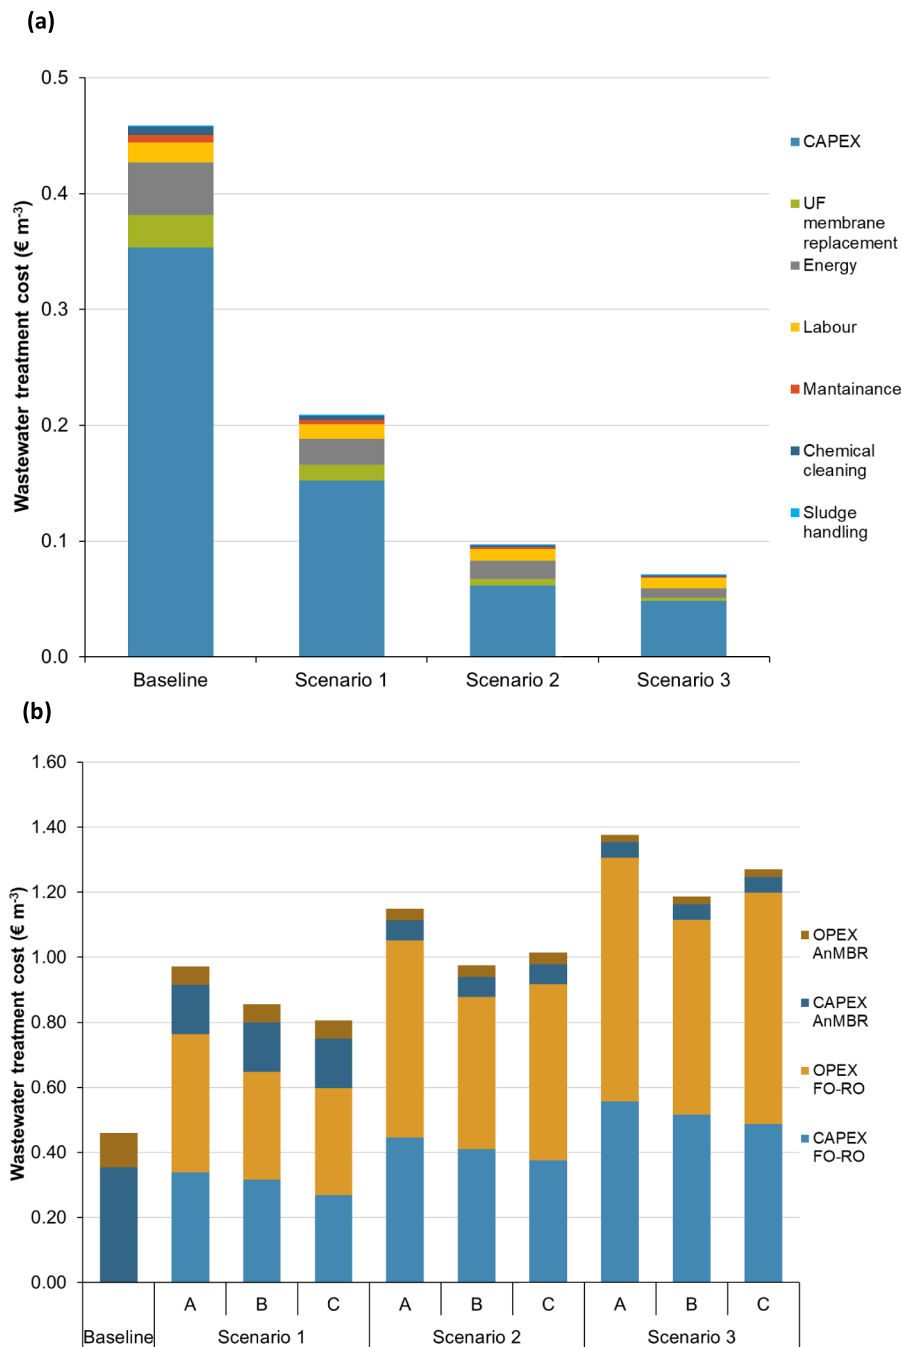 (a)
Wastewater treatment cost (€ m-3)
0.5
0.4
0.3
0.2
0.1
0.0
Baseline
Scenario 1
Scenario 2
Scenario 3
CAPEX
UF
membrane
replacement
Energy
Labour
Mantainance
Chemical
cleaning
Sludge
handling
(b)
Wastewater treatment cost (€ m-3)
1.60
1.40
1.20
1.00
0.80
0.60
0.40
0.20
0.00
A B C A B C A B C
Baseline Scenario 1 Scenario 2 Scenario 3
OPEX
AnMBR
CAPEX
AnMBR
OPEX
FO-RO
CAPEX
FO-RO